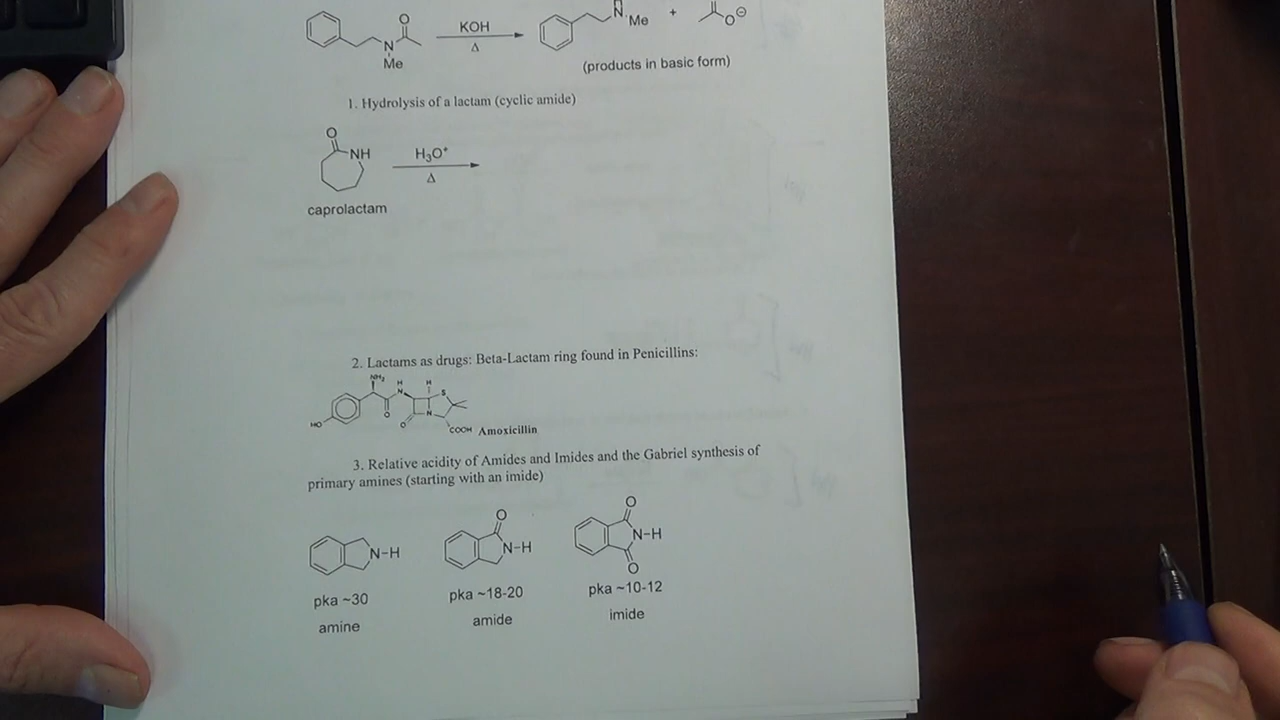 O
N
Me
KOH
Δ
N
Me
+
O⊖
(products in basic form)
1. Hydrolysis of a lactam (cyclic amide)
O
NH
H₃O⁺
Δ
caprolactam
2. Lactams as drugs: Beta-Lactam ring found in Penicillins:
NH₂
H
N
H
S
O
N
HO
O
COOH Amoxicillin
3. Relative acidity of Amides and Imides and the Gabriel synthesis of
primary amines (starting with an imide)
N-H
O
N-H
O
N-H
O
pka ~30
pka ~18-20
pka ~10-12
amine
amide
imide